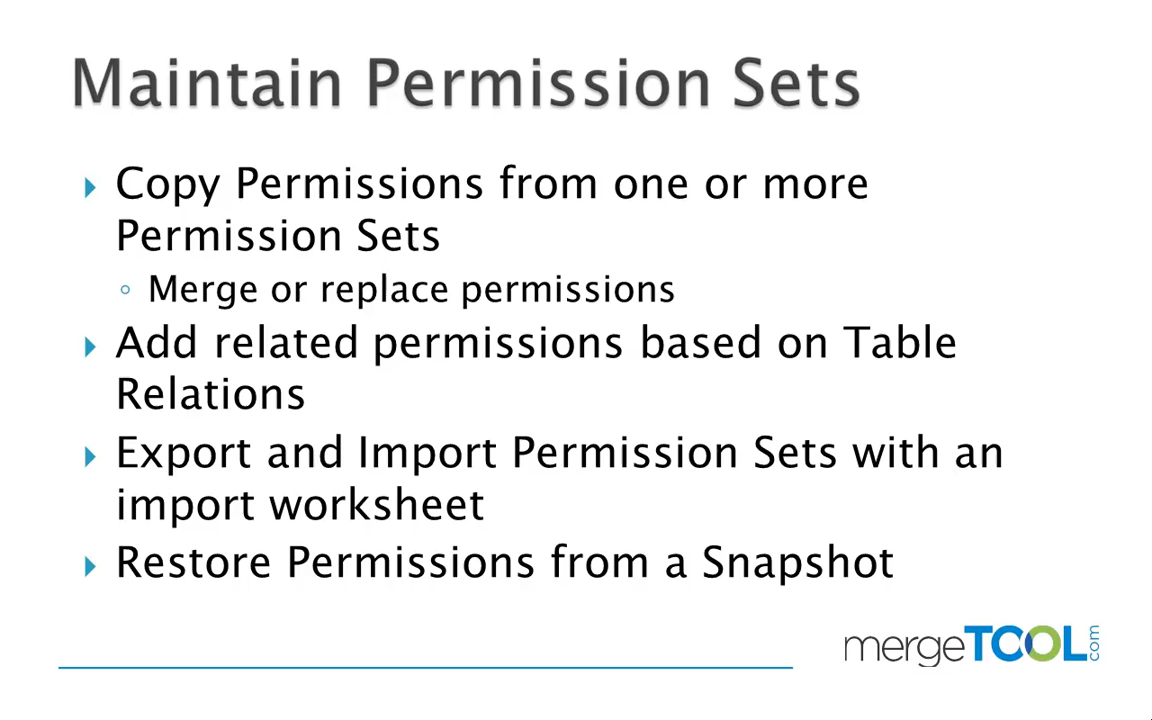 Maintain Permission Sets
Copy Permissions from one or more
Permission Sets
Merge or replace permissions
Add related permissions based on Table
Relations
Export and Import Permission Sets with an
import worksheet
Restore Permissions from a Snapshot
mergeTOOL.com